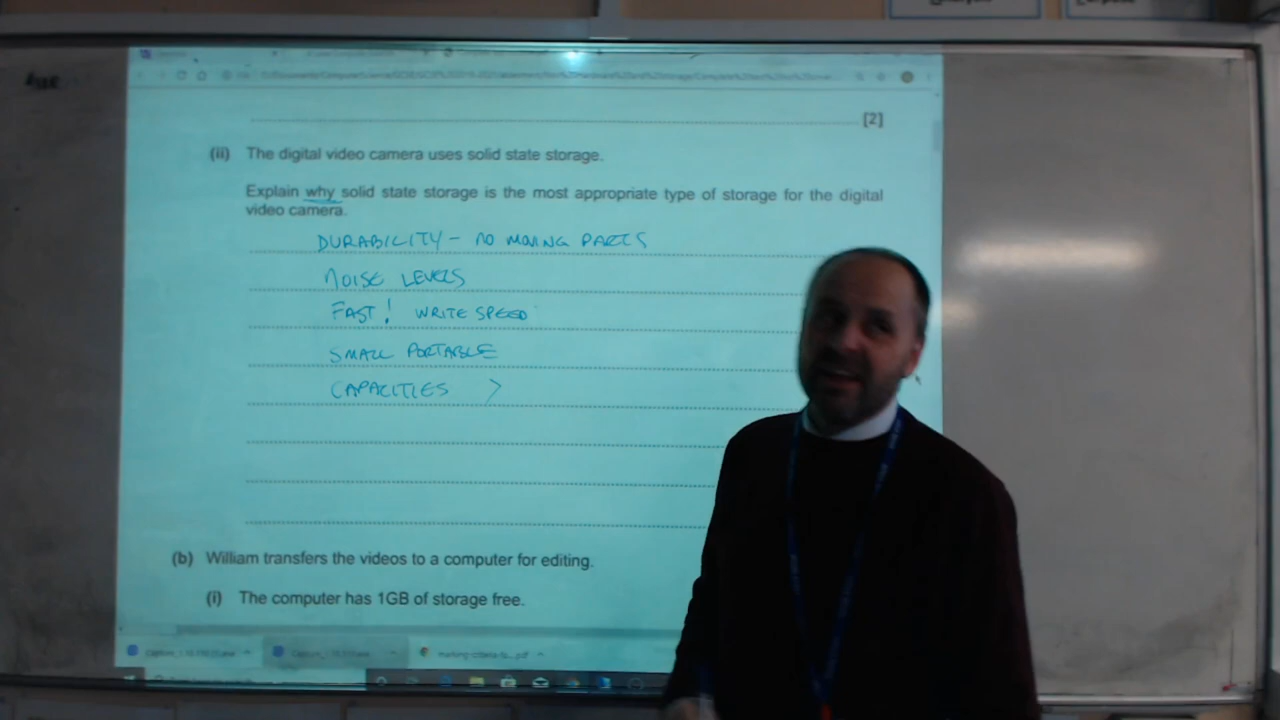 [2]
(ii) The digital video camera uses solid state storage.
Explain why solid state storage is the most appropriate type of storage for the digital
video camera.
DURABILITY - NO MOVING PARTS
NOISE LEVELS
FAST! WRITE SPEED
SMALL PORTABLE
CAPACITIES >
(b) William transfers the videos to a computer for editing.
(i) The computer has 1GB of storage free.